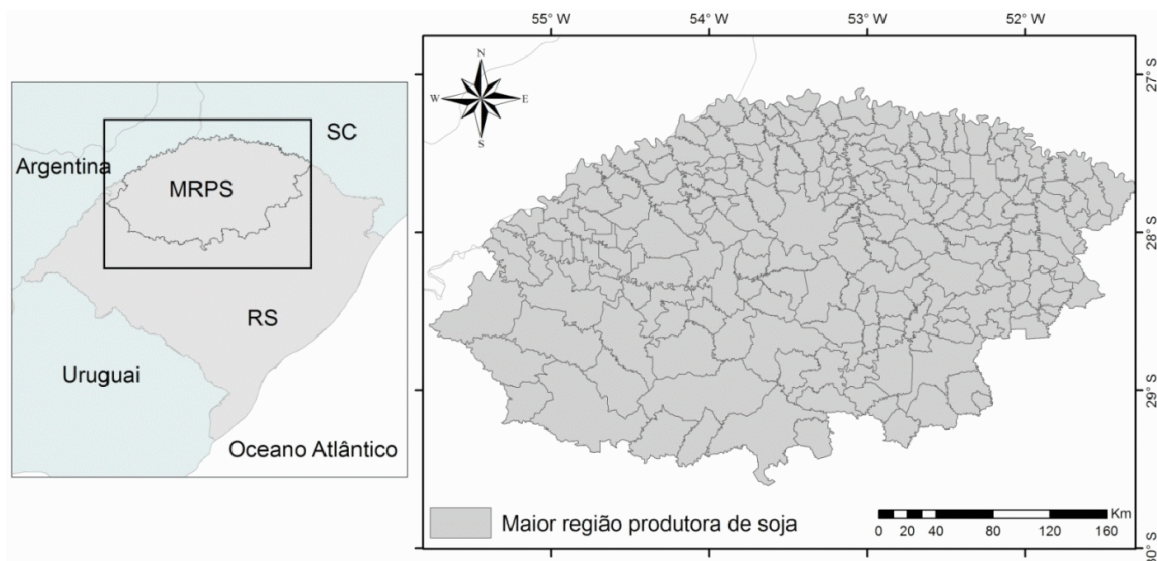 Argentina
SC
MRPS
RS
Uruguai
Oceano Atlântico
55° W
54° W
53° W
52° W
N
W
E
S
27° S
28° S
29° S
30° S
Maior região produtora de soja
Km
0 20 40 80 120 160